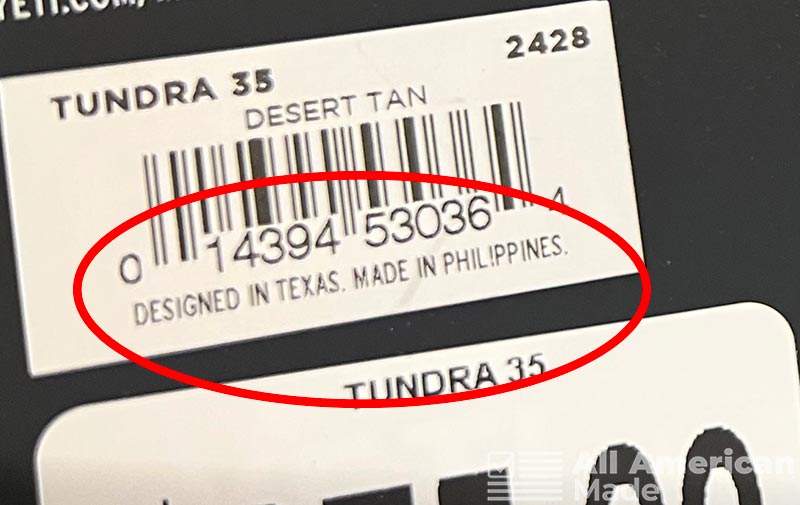 YETI.COM/
2428
TUNDRA 35
DESERT TAN
0 14394 53036 4
DESIGNED IN TEXAS. MADE IN PHILIPPINES.
TUNDRA 35
All American
Made